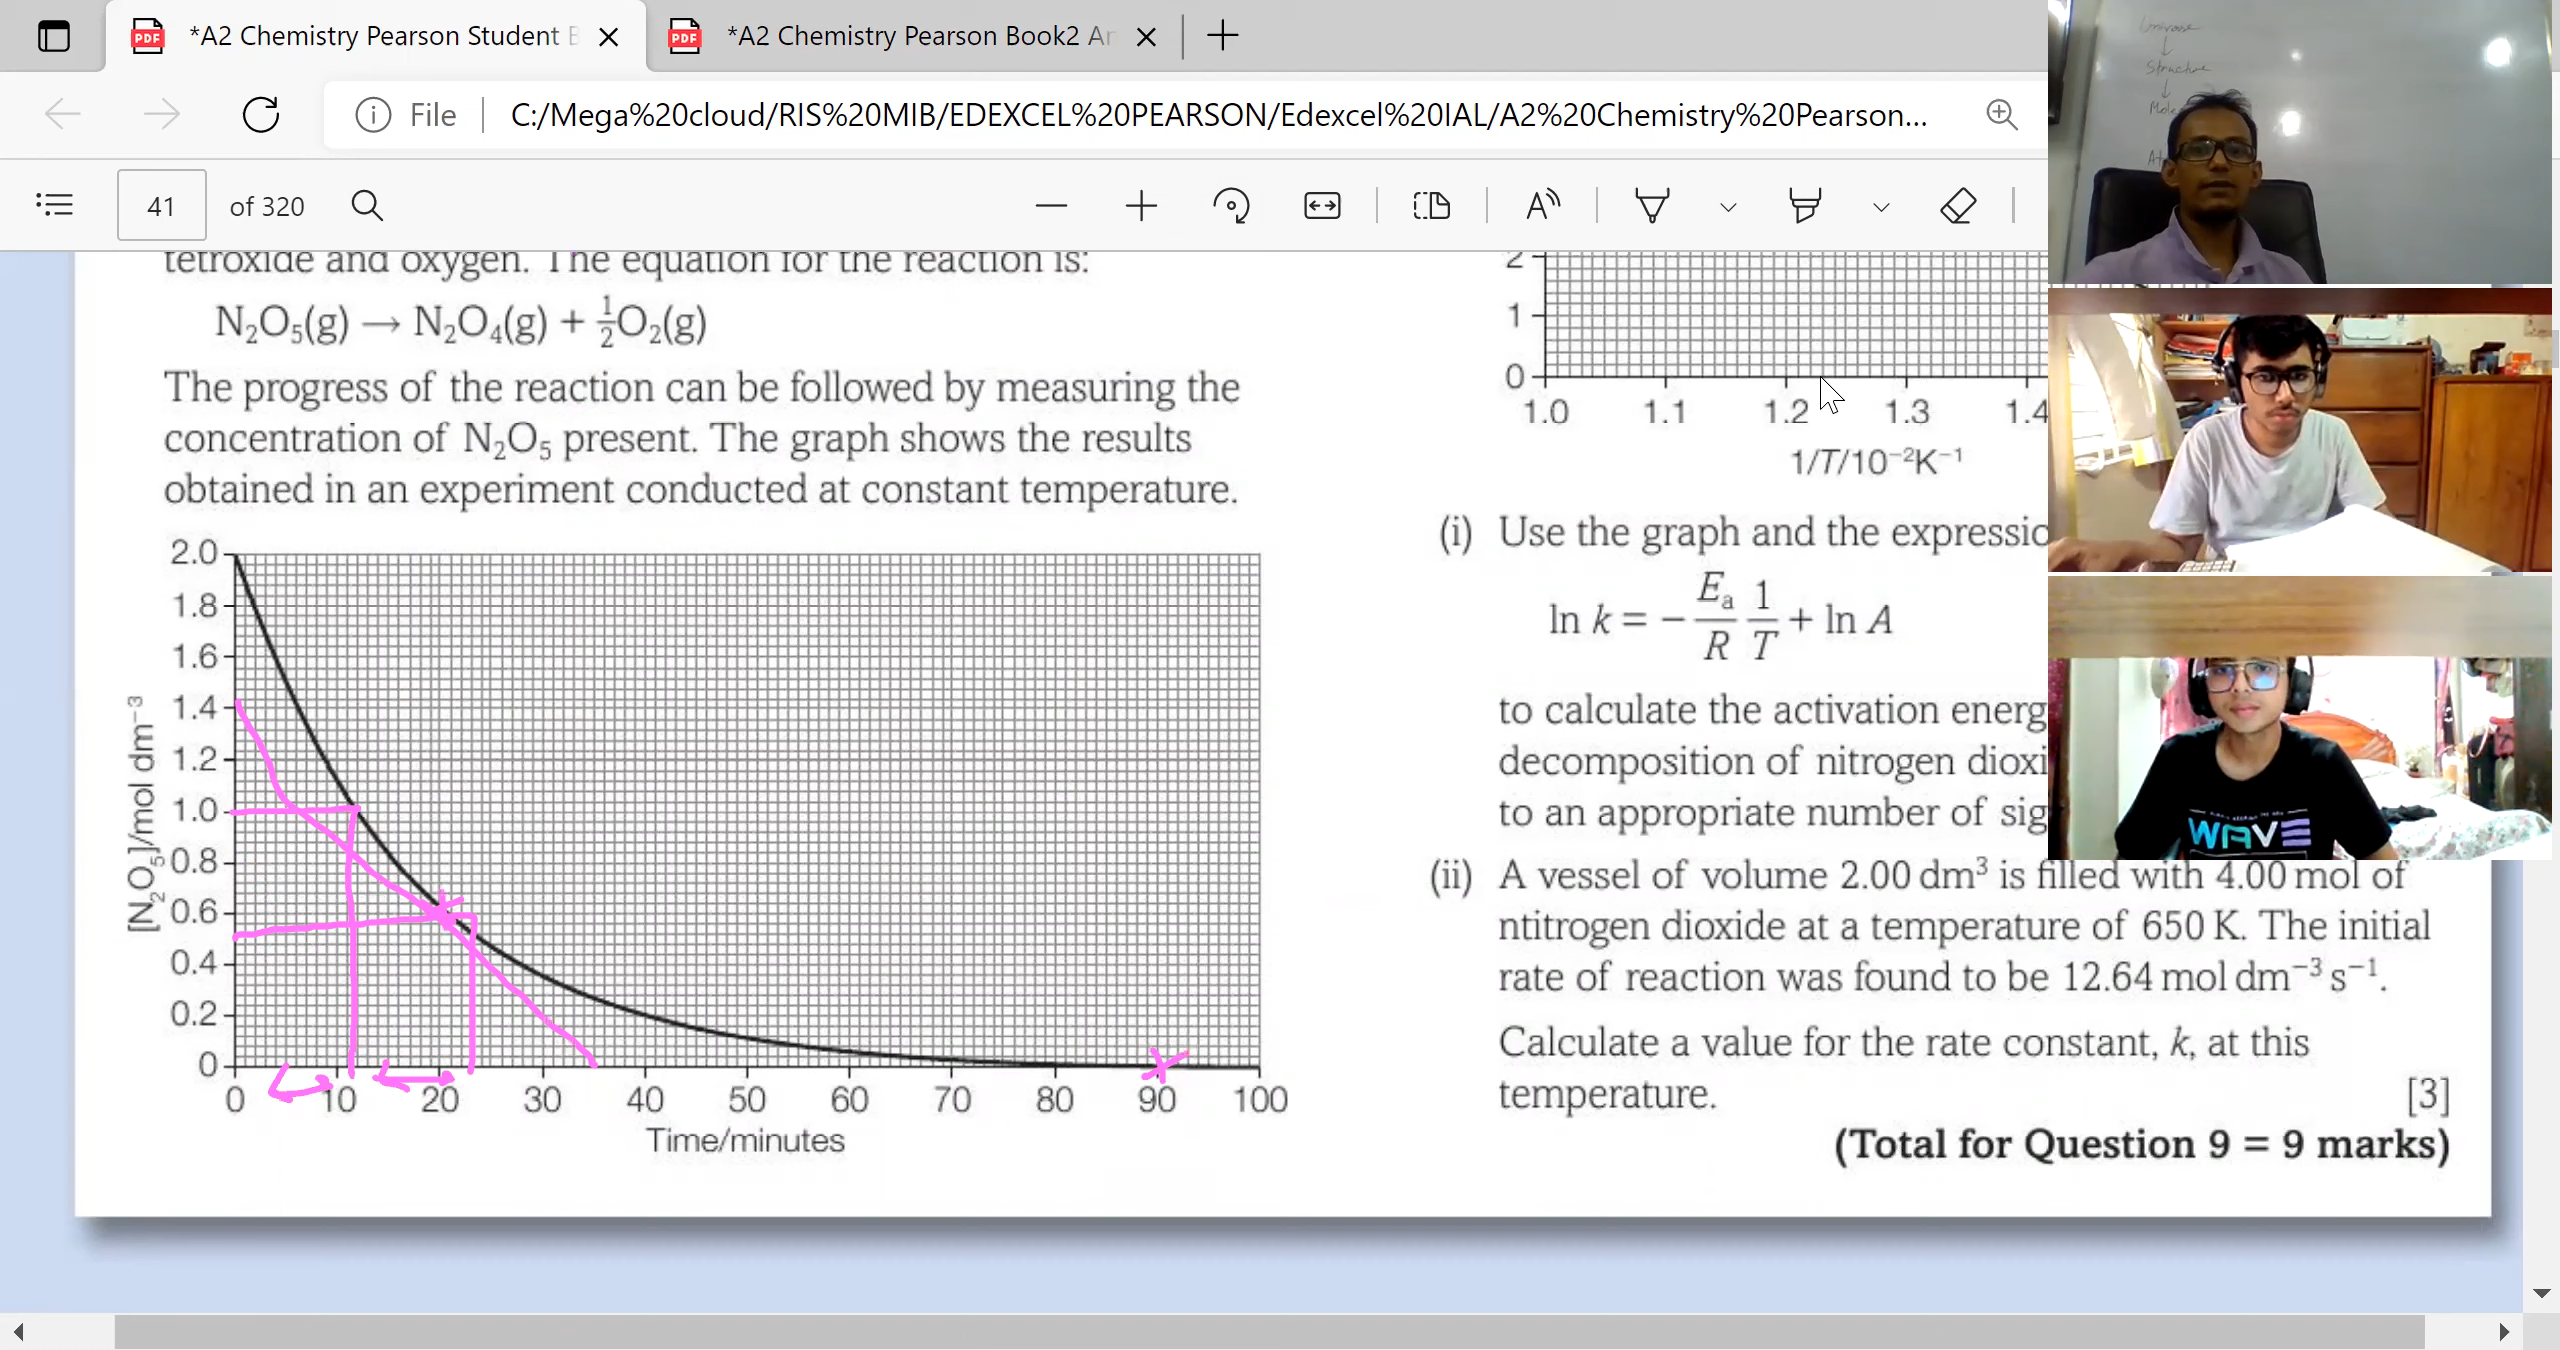 *A2 Chemistry Pearson Student B
*A2 Chemistry Pearson Book2 An
File
C:/Mega%20cloud/RIS%20MIB/EDEXCEL%20PEARSON/Edexcel%20IAL/A2%20Chemistry%20Pearson...
41 of 320
tetroxide and oxygen. The equation for the reaction is:
N₂O₅(g) → N₂O₄(g) + ½O₂(g)
The progress of the reaction can be followed by measuring the
concentration of N₂O₅ present. The graph shows the results
obtained in an experiment conducted at constant temperature.
2.0
1.8
1.6
1.4
1.2
1.0
0.8
0.6
0.4
0.2
0
[N₂O₅]/mol dm⁻³
0 10 20 30 40 50 60 70 80 90 100
Time/minutes
2
1
0
1.0 1.1 1.2 1.3 1.4
1/T/10⁻²K⁻¹
(i) Use the graph and the expressio
ln k = − Eₐ/R 1/T + ln A
to calculate the activation energ
decomposition of nitrogen dioxi
to an appropriate number of sig
(ii) A vessel of volume 2.00 dm³ is filled with 4.00 mol of
ntitrogen dioxide at a temperature of 650 K. The initial
rate of reaction was found to be 12.64 mol dm⁻³ s⁻¹.
Calculate a value for the rate constant, k, at this
temperature. [3]
(Total for Question 9 = 9 marks)
Structure
WAVE